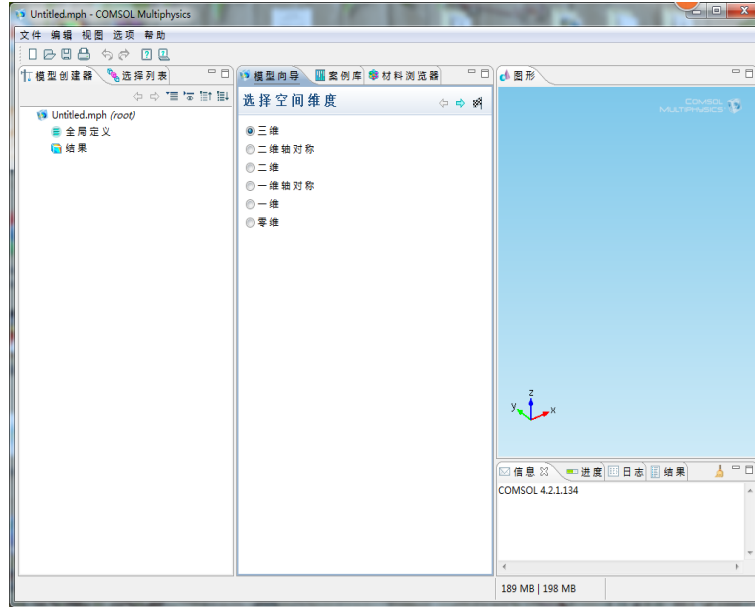 Untitled.mph - COMSOL Multiphysics
文件 编辑 视图 选项 帮助
模型创建器 选择列表
Untitled.mph (root)
全局定义
结果
模型向导 案例库 材料浏览器
选择空间维度
三维
二维轴对称
二维
一维轴对称
一维
零维
图形
COMSOL
MULTIPHYSICS
z
y
x
信息 进度 日志 结果
COMSOL 4.2.1.134
189 MB | 198 MB